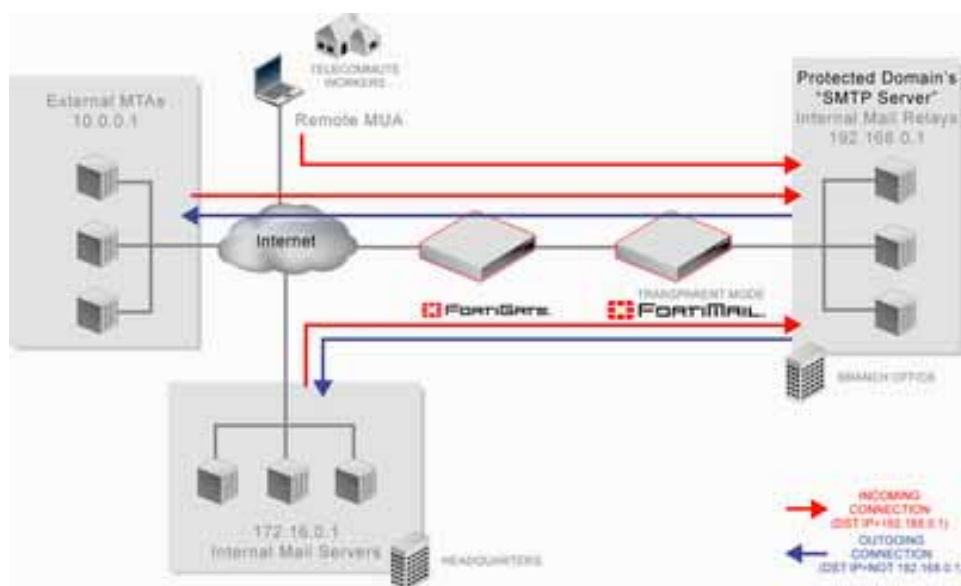 TELECOMMUTE
WORKERS
External MTAs
10.0.0.1
Remote MUA
Protected Domain's
"SMTP Server"
Internal Mail Relays
192.168.0.1
Internet
FORTIGATE.
TRANSPARENT MODE
FORTIMAIL.
BRANCH OFFICE
172.16.0.1
Internal Mail Servers
HEADQUARTERS
INCOMING
CONNECTION
(DST IP=192.168.0.1)
OUTGOING
CONNECTION
(DST IP=NOT 192.168.0.1